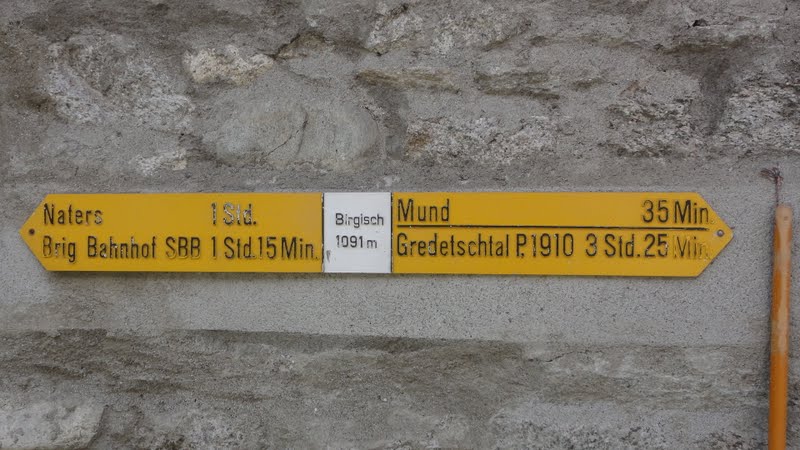 Naters 1 Std.
Brig Bahnhof SBB 1 Std.15 Min.
Birgisch
1091 m
Mund 35 Min.
Gredetschtal P.1910 3 Std.25 Min.